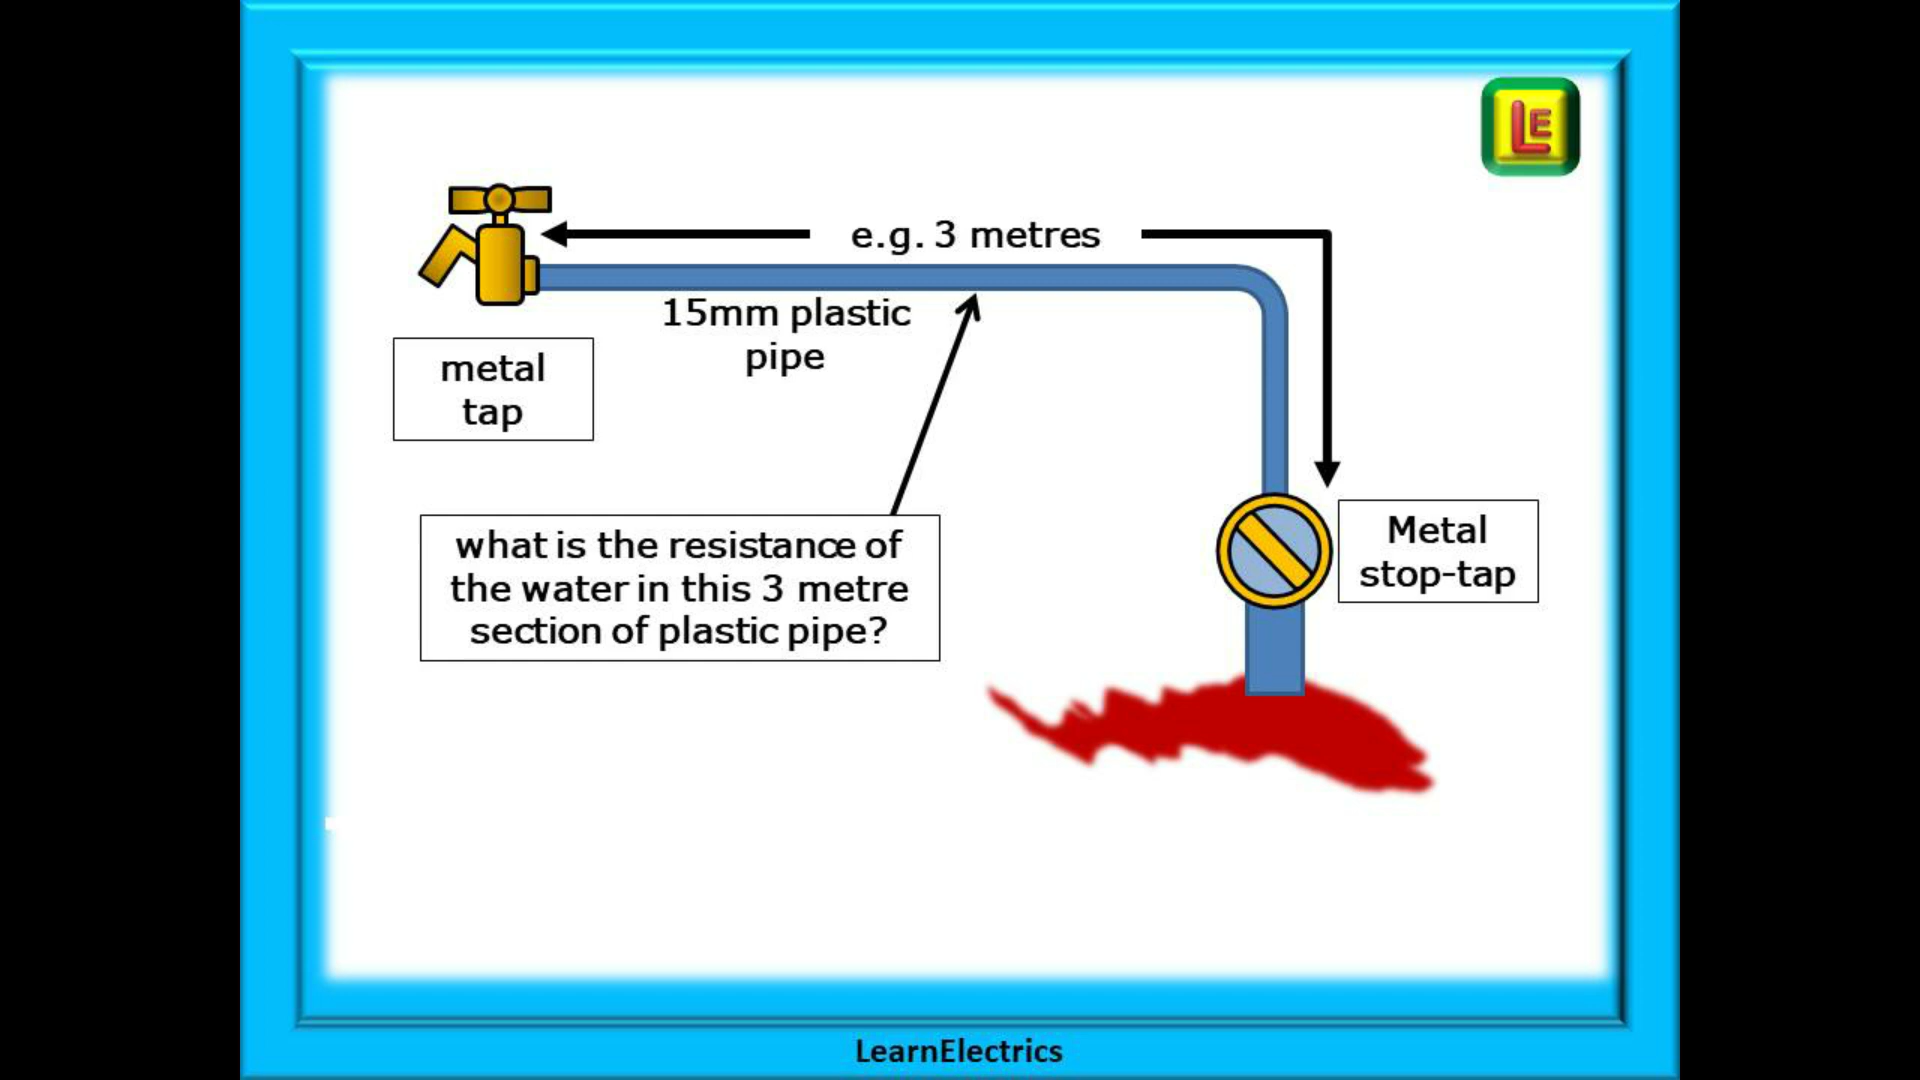 LE
e.g. 3 metres
15mm plastic
pipe
metal
tap
what is the resistance of
the water in this 3 metre
section of plastic pipe?
Metal
stop-tap
LearnElectrics